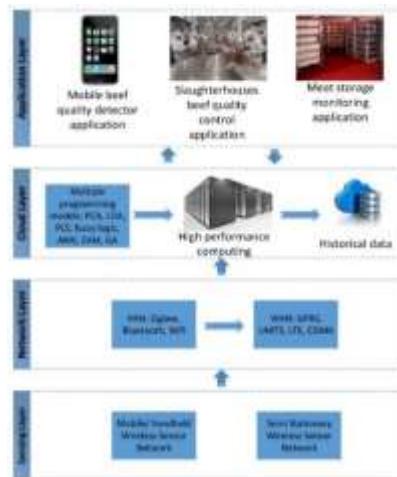 Application Layer
Mobile beef
quality detector
application
Slaughterhouses
beef quality
control
application
Meat storage
monitoring
application
Cloud Layer
Multiple
programming
models: PCA, LDA,
PLS, fuzzy logic,
ANN, SVM, GA
High performance
computing
Historical data
Network Layer
Bluetooth, WiFi
UMTS, LTE, CDMA
Sensing Layer
Mobile/ handheld
Wireless Sensor
Network
Semi Stationary
Wireless Sensor
Network